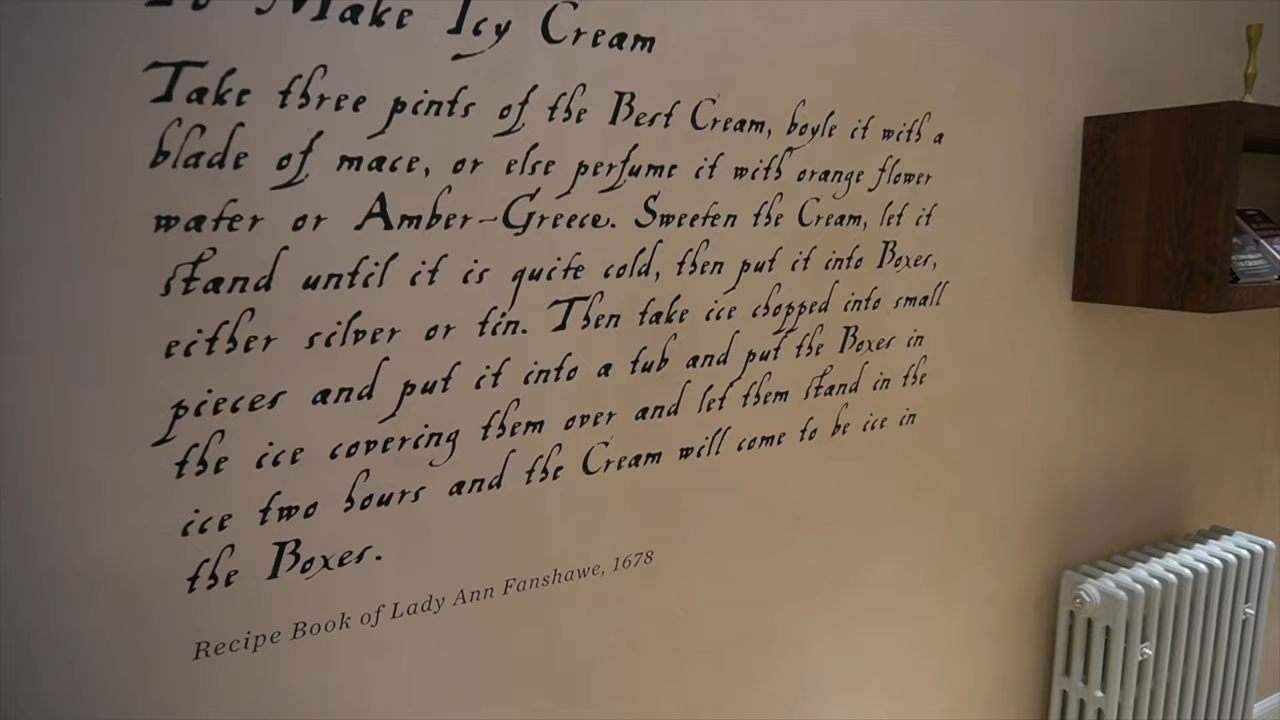 To Make Icy Cream
Take three pints of the Best Cream, boyle it with a
blade of mace, or else perfume it with orange flower
water or Amber-Greece. Sweeten the Cream, let it
stand until it is quite cold, then put it into Boxes,
either silver or tin. Then take ice chopped into small
pieces and put it into a tub and put the Boxes in
the ice covering them over and let them stand in the
ice two hours and the Cream will come to be ice in
the Boxes.
Recipe Book of Lady Ann Fanshawe, 1678